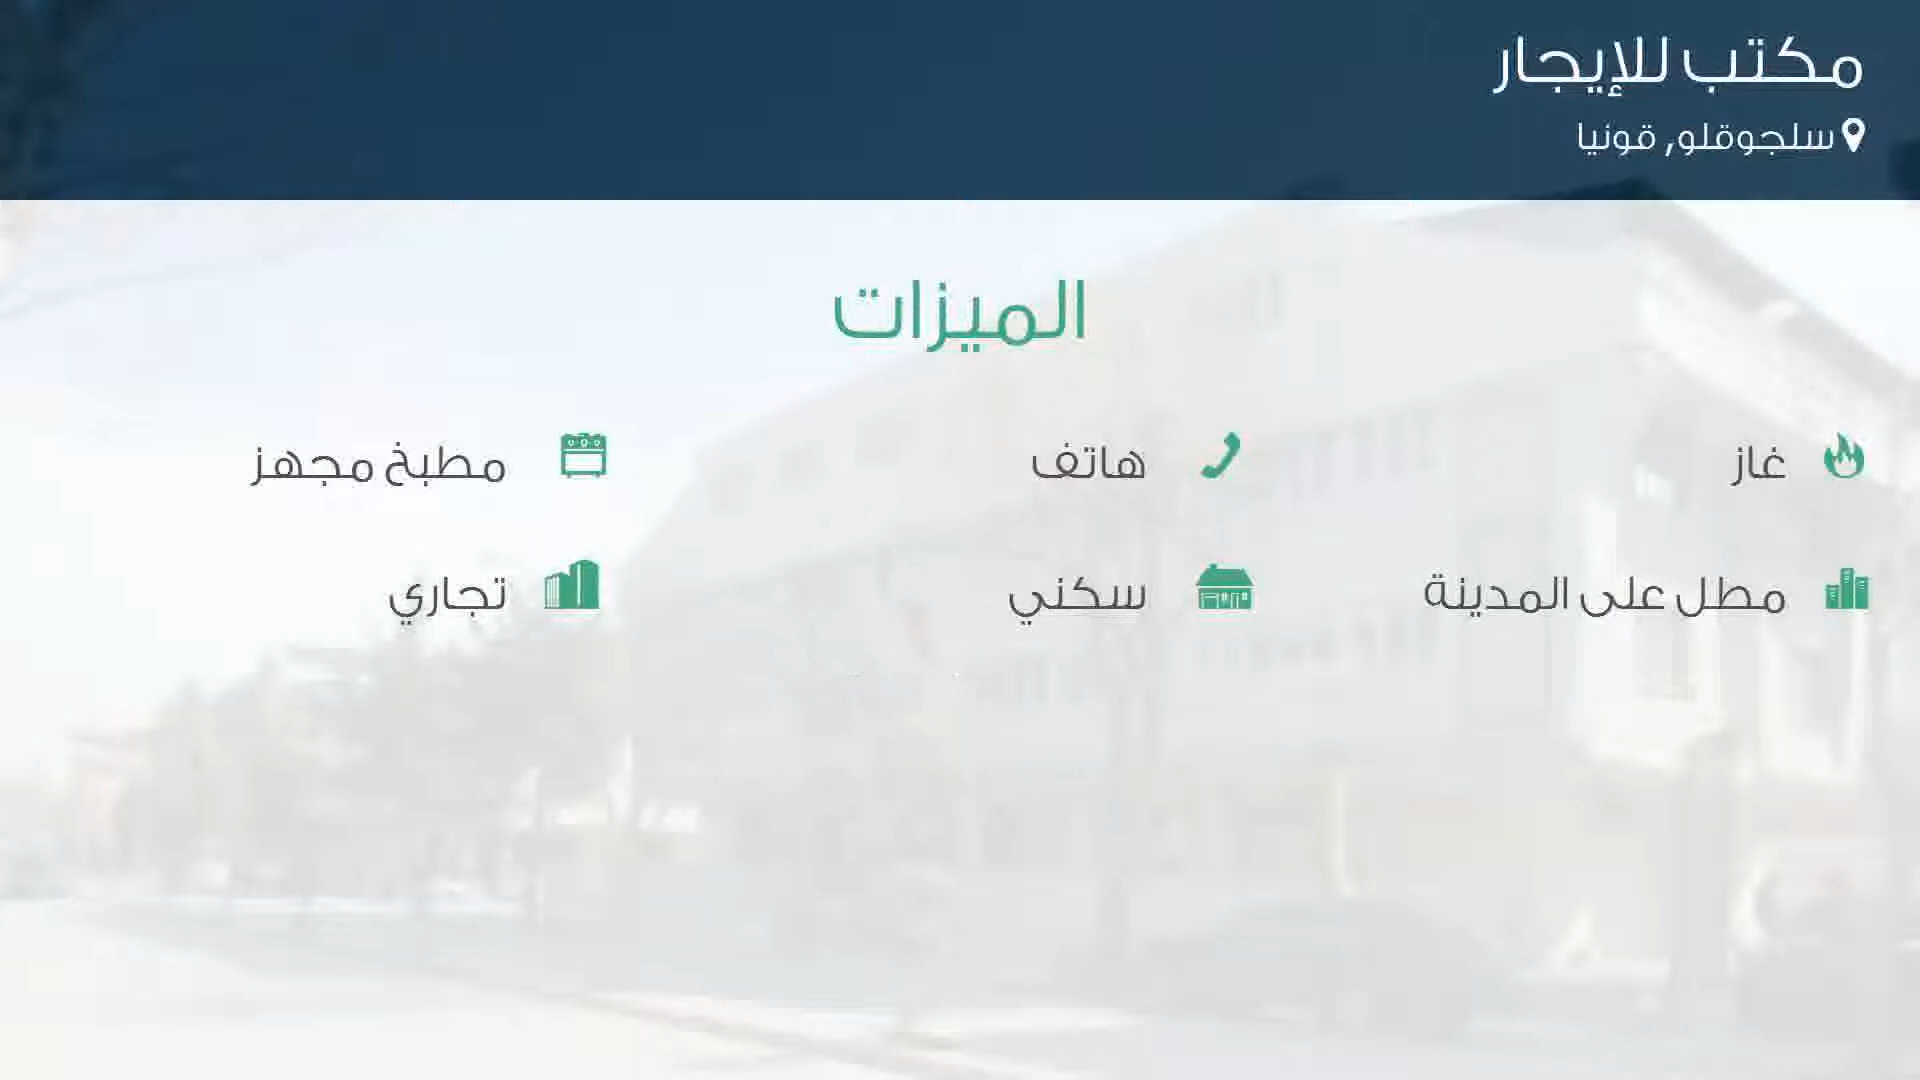 مكتب للإيجار
سلجوقلو, قونيا
الميزات
غاز
هاتف
مطبخ مجهز
مطل على المدينة
سكني
تجاري